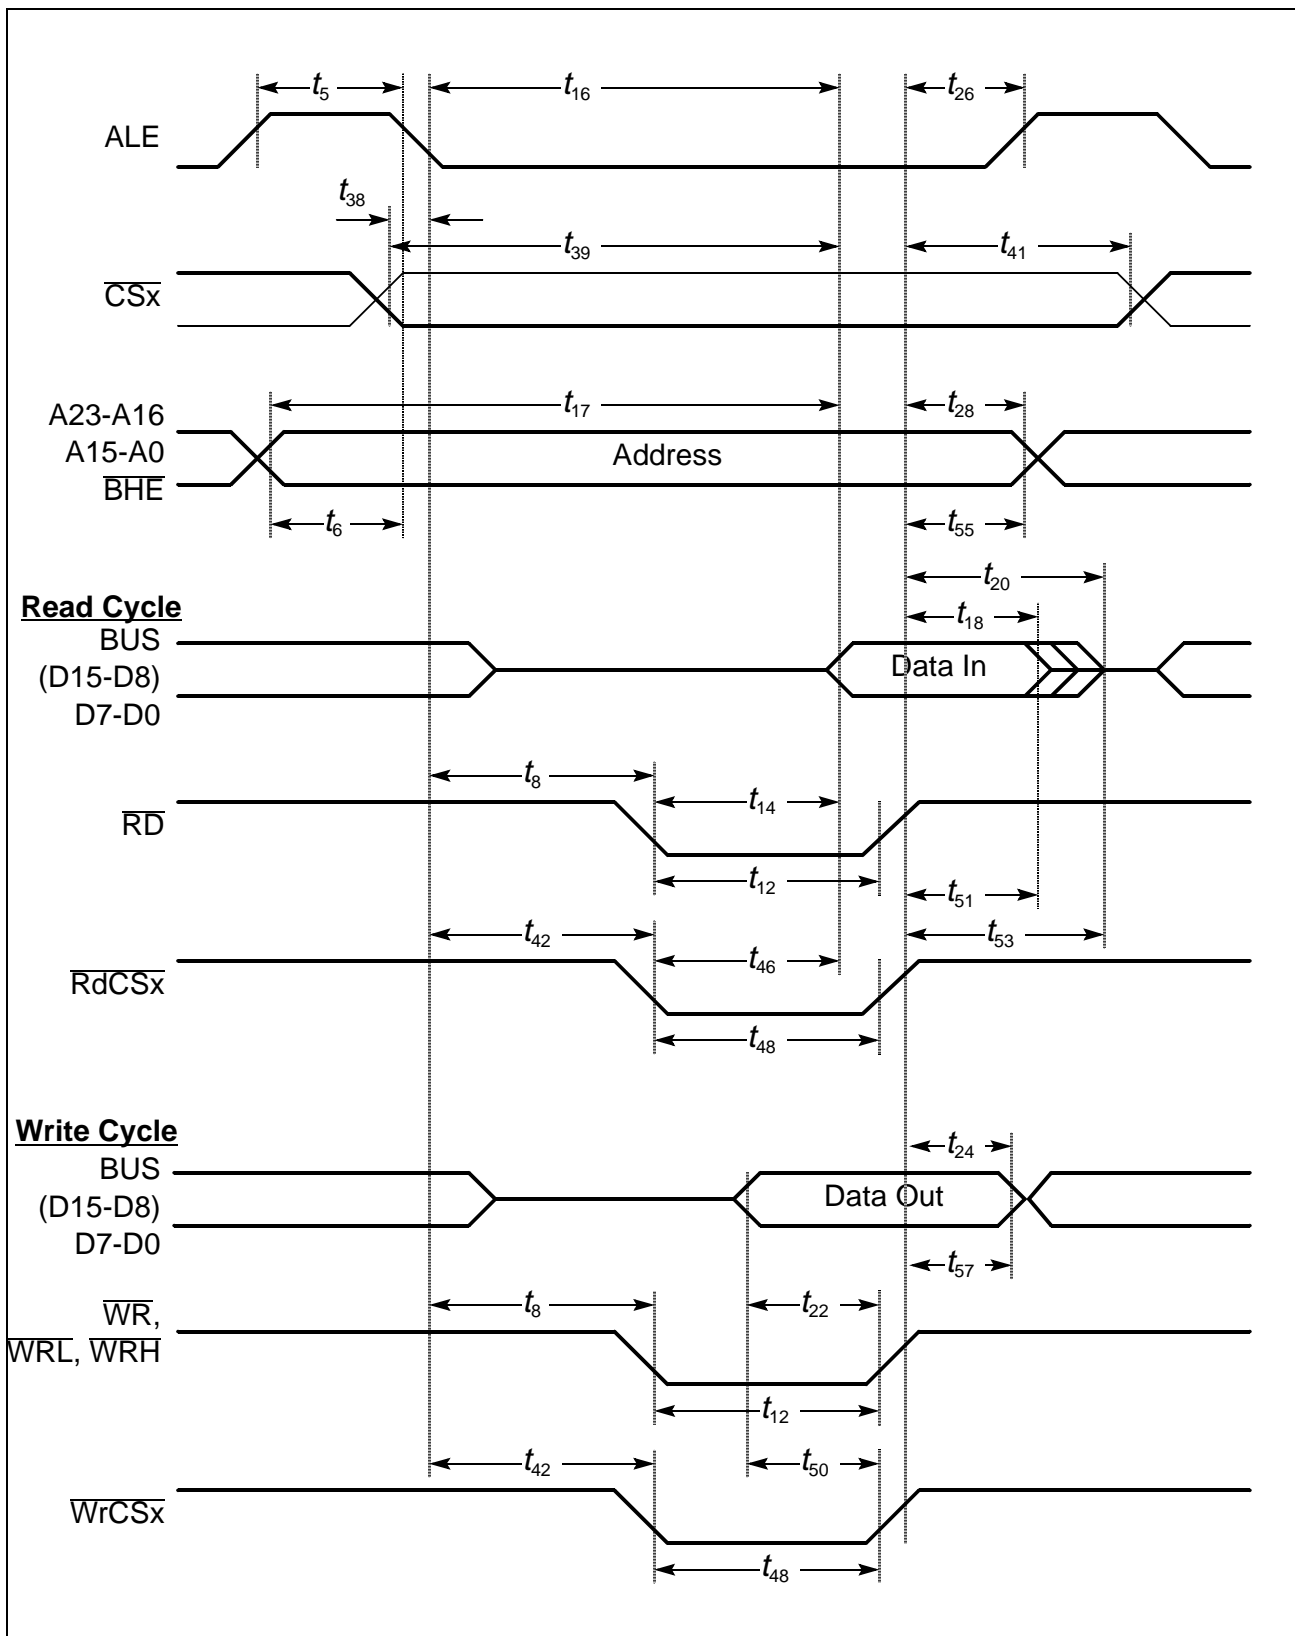 t5 t16 t26
ALE
t38
t39 t41
CSx
t17 t28
A23-A16
A15-A0
BHE
Address
t6 t55
t20
Read Cycle
t18
BUS
(D15-D8)
D7-D0
Data In
t8
t14
RD
t12
t51
t42 t53
t46
RdCSx
t48
Write Cycle
t24
BUS
(D15-D8)
D7-D0
Data Out
t57
t8 t22
WR,
WRL, WRH
t12
t42 t50
WrCSx
t48